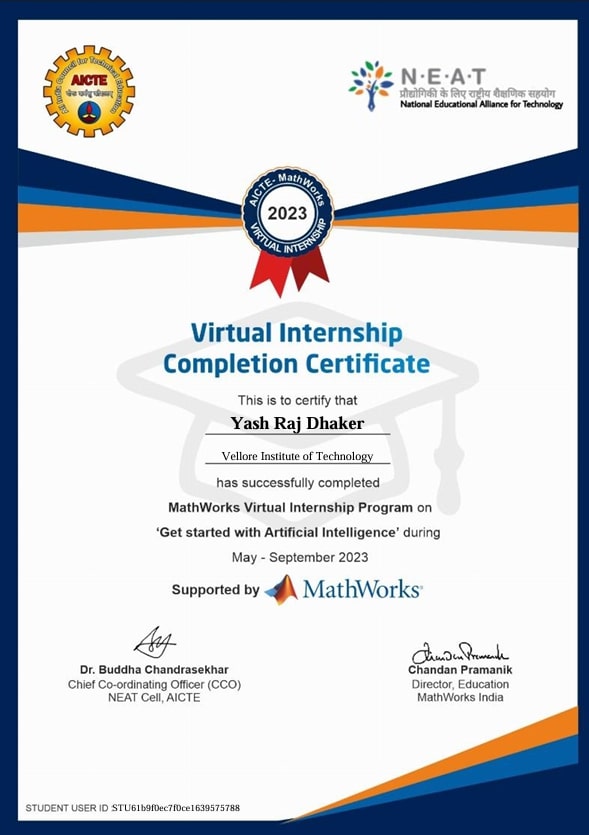 All India Council for Technical Education
AICTE
N·E·A·T
प्रौद्योगिकी के लिए राष्ट्रीय शैक्षणिक सहयोग
National Educational Alliance for Technology
AICTE- MathWorks
2023
VIRTUAL INTERNSHIP
Virtual Internship
Completion Certificate
This is to certify that
Yash Raj Dhaker
Vellore Institute of Technology
has successfully completed
MathWorks Virtual Internship Program on
‘Get started with Artificial Intelligence’ during
May - September 2023
Supported by MathWorks®
Dr. Buddha Chandrasekhar
Chief Co-ordinating Officer (CCO)
NEAT Cell, AICTE
Chandan Pramanik
Chandan Pramanik
Director, Education
MathWorks India
STUDENT USER ID :STU61b9f0ec7f0ce1639575788